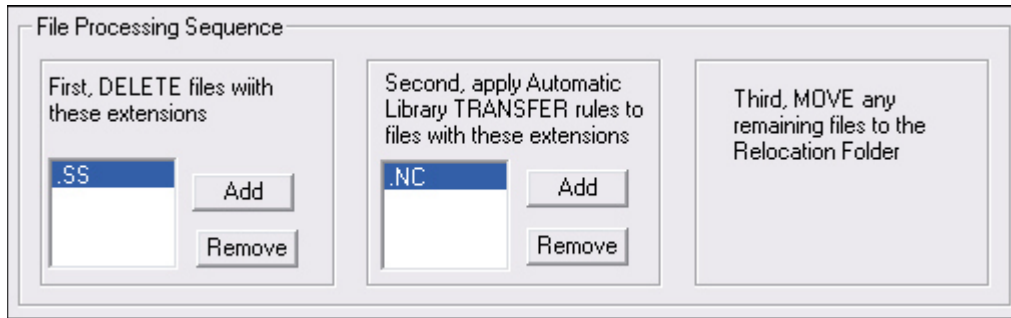 File Processing Sequence
First, DELETE files wiith
these extensions
.SS
Add
Remove
Second, apply Automatic
Library TRANSFER rules to
files with these extensions
.NC
Add
Remove
Third, MOVE any
remaining files to the
Relocation Folder